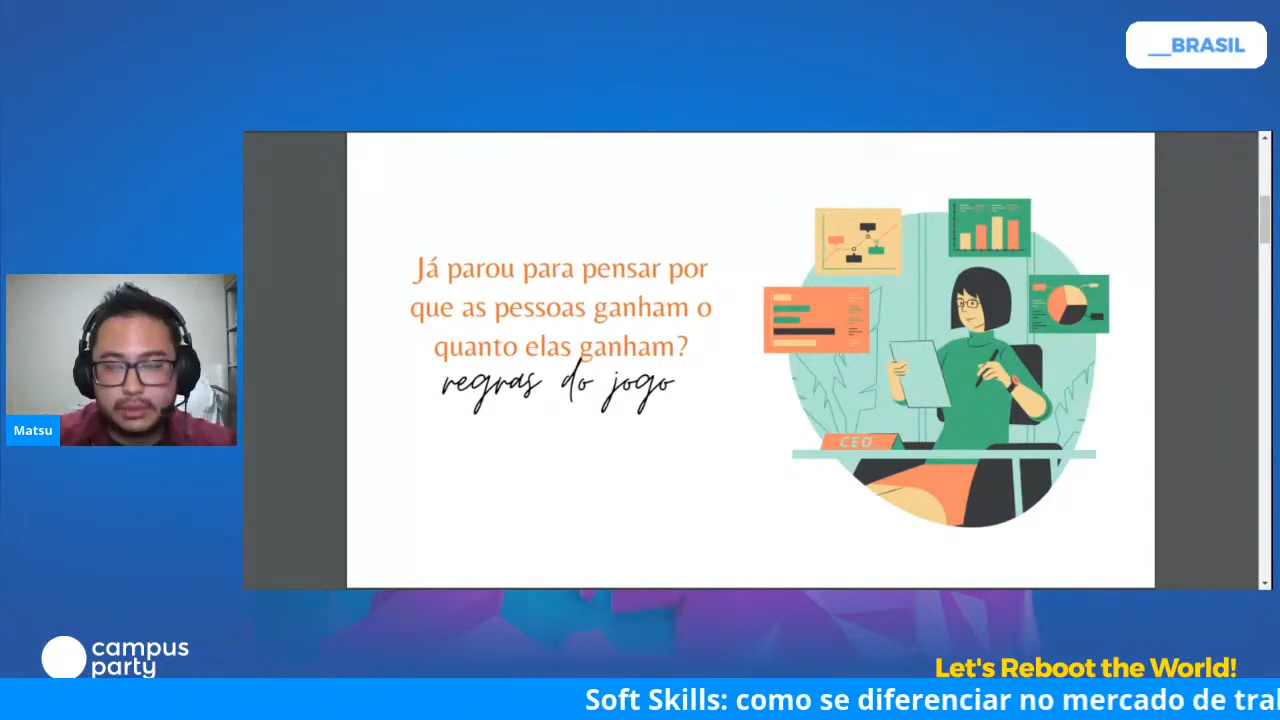 __BRASIL
Já parou para pensar por
que as pessoas ganham o
quanto elas ganham?
regras do jogo
CEO
Matsu
campus
party
Let's Reboot the World!
Soft Skills: como se diferenciar no mercado de tra